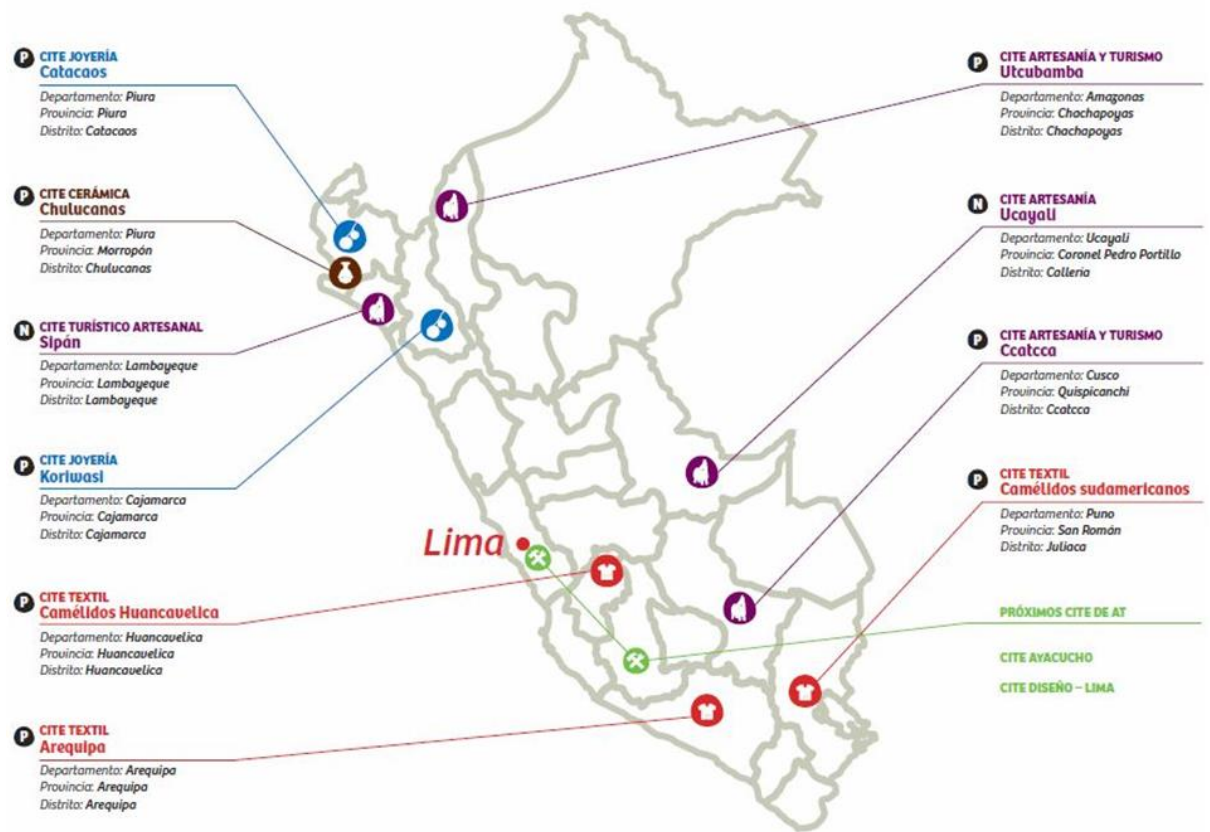 P CITE JOYERÍA
Catacaos
Departamento: Piura
Provincia: Piura
Distrito: Catacaos
P CITE CERÁMICA
Chulucanas
Departamento: Piura
Provincia: Morropón
Distrito: Chulucanas
N CITE TURÍSTICO ARTESANAL
Sipán
Departamento: Lambayeque
Provincia: Lambayeque
Distrito: Lambayeque
P CITE JOYERÍA
Koriwasi
Departamento: Cajamarca
Provincia: Cajamarca
Distrito: Cajamarca
P CITE TEXTIL
Camélidos Huancavelica
Departamento: Huancavelica
Provincia: Huancavelica
Distrito: Huancavelica
P CITE TEXTIL
Arequipa
Departamento: Arequipa
Provincia: Arequipa
Distrito: Arequipa
Lima
P CITE ARTESANÍA Y TURISMO
Utcubamba
Departamento: Amazonas
Provincia: Chachapoyas
Distrito: Chachapoyas
N CITE ARTESANÍA
Ucayali
Departamento: Ucayali
Provincia: Coronel Pedro Portillo
Distrito: Calleria
P CITE ARTESANÍA Y TURISMO
Ccatcca
Departamento: Cusco
Provincia: Quispicanchi
Distrito: Ccatcca
P CITE TEXTIL
Camélidos sudamericanos
Departamento: Puno
Provincia: San Román
Distrito: Juliaca
PRÓXIMOS CITE DE AT
CITE AYACUCHO
CITE DISEÑO – LIMA